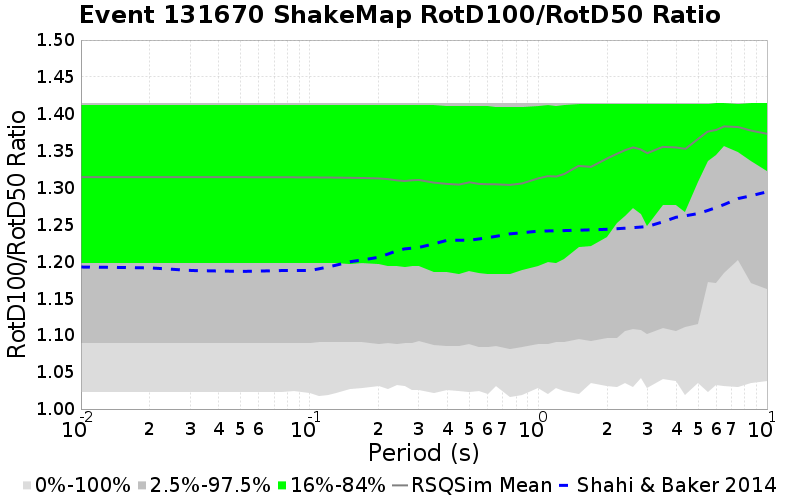 Event 131670 ShakeMap RotD100/RotD50 Ratio
RotD100/RotD50 Ratio
1.50
1.45
1.40
1.35
1.30
1.25
1.20
1.15
1.10
1.05
1.00
10-2 2 3 4 5 6 10-1 2 3 4 5 6 7 100 2 3 4 5 6 7 101
Period (s)
0%-100% 2.5%-97.5% 16%-84% RSQSim Mean Shahi & Baker 2014